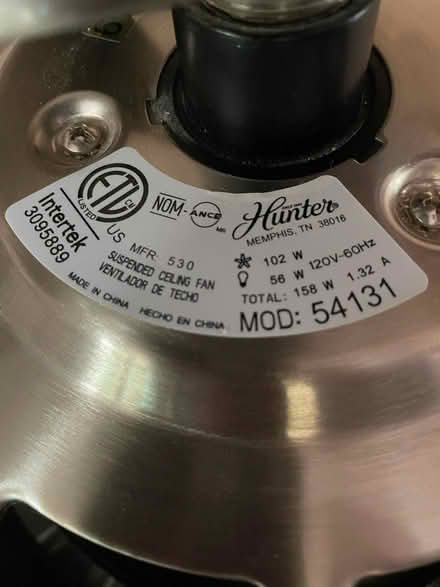 ETL
CM
LISTED
US
Intertek
3095889
NOM-ANCE
MFR: 530
SUSPENDED CEILING FAN
VENTILADOR DE TECHO
MADE IN CHINA HECHO EN CHINA
Hunter
MEMPHIS, TN 38016
102 W
56 W 120V-60Hz
TOTAL: 158 W 1.32 A
MOD: 54131